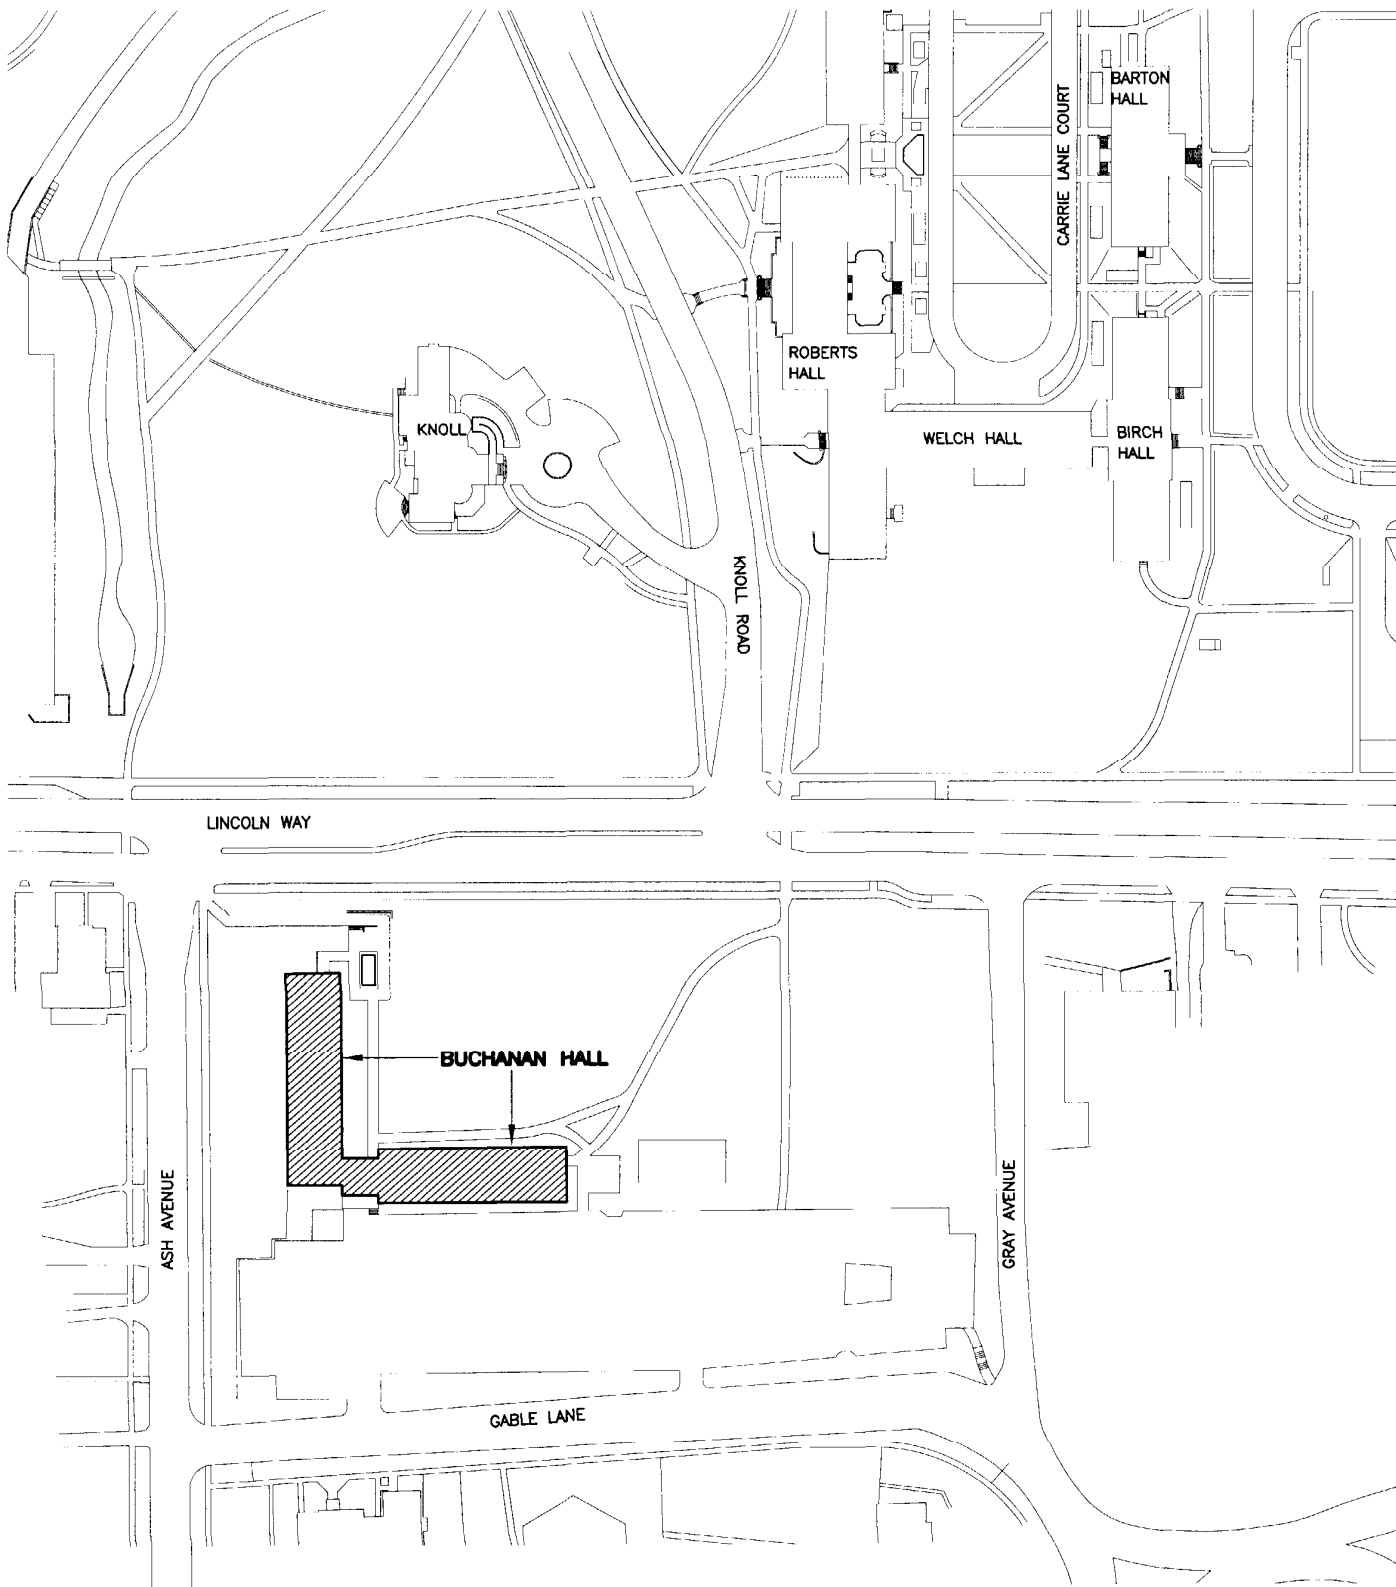 BARTON
HALL
CARRIE LANE COURT
ROBERTS
HALL
KNOLL
WELCH HALL
BIRCH
HALL
KNOLL ROAD
LINCOLN WAY
BUCHANAN HALL
ASH AVENUE
GRAY AVENUE
GABLE LANE